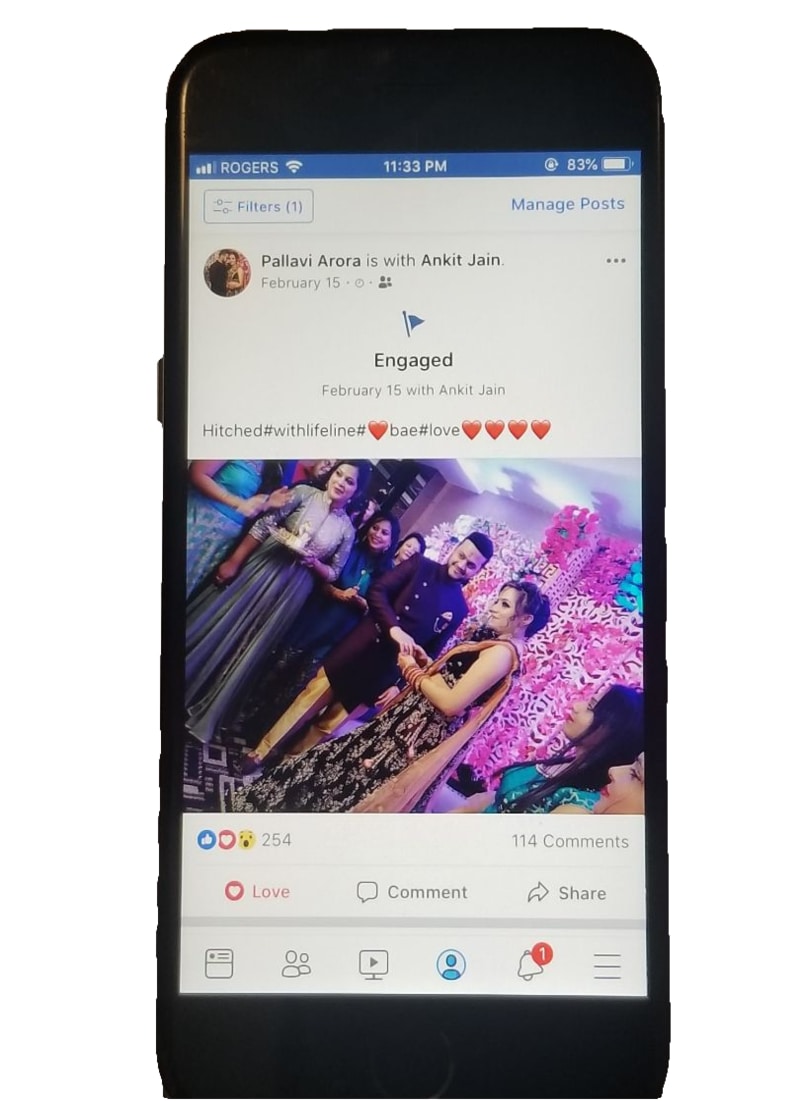 ROGERS 11:33 PM 83%
Filters (1) Manage Posts
Pallavi Arora is with Ankit Jain.
February 15
Engaged
February 15 with Ankit Jain
Hitched#withlifeline#❤️bae#love❤️❤️❤️❤️
254 114 Comments
Love Comment Share
1